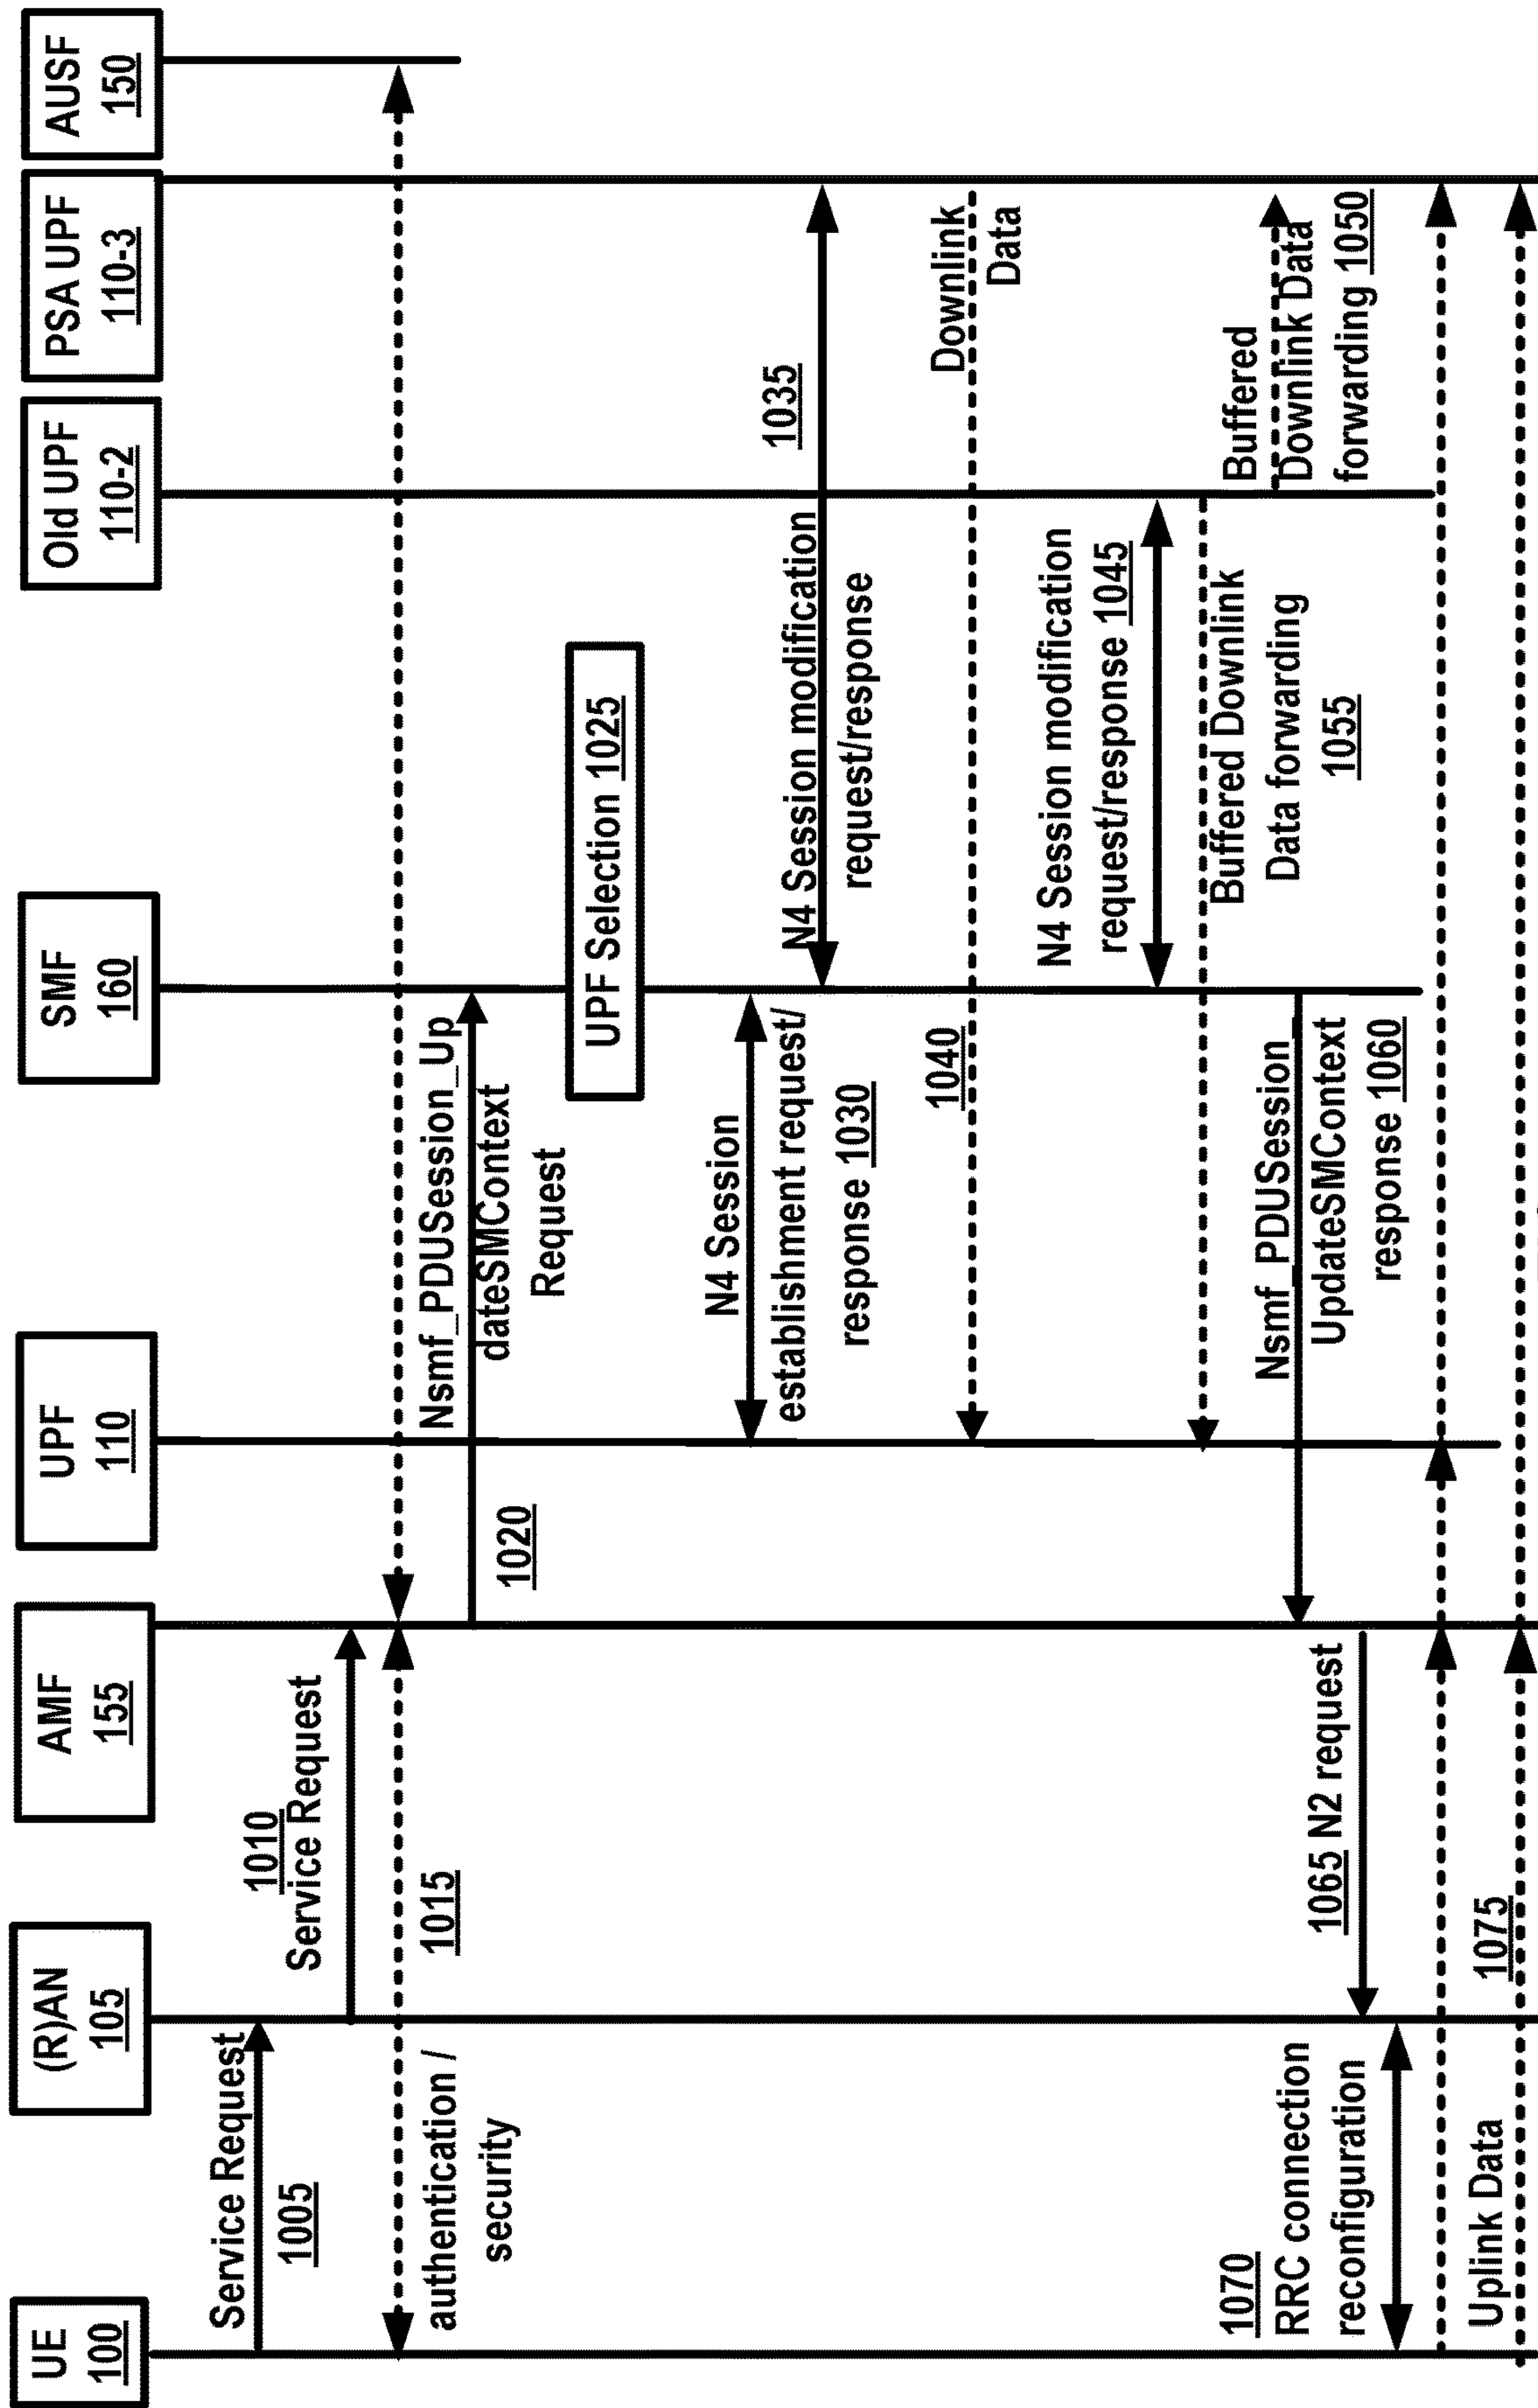 UE
100
(R)AN
105
AMF
155
UPF
110
SMF
160
Old UPF
110-2
PSA UPF
110-3
AUSF
150
Service Request
1005
1010
Service Request
authentication /
security
1015
Nsmf_PDUSession_Up
dateSMContext
Request
1020
UPF Selection 1025
N4 Session
establishment request/
response 1030
N4 Session modification
request/response
1035
Downlink
Data
1040
N4 Session modification
request/response 1045
Buffered
Downlink Data
forwarding 1050
Buffered Downlink
Data forwarding
1055
Nsmf_PDUSession_
UpdateSMContext
response 1060
1065 N2 request
1070
RRC connection
reconfiguration
Uplink Data
1075